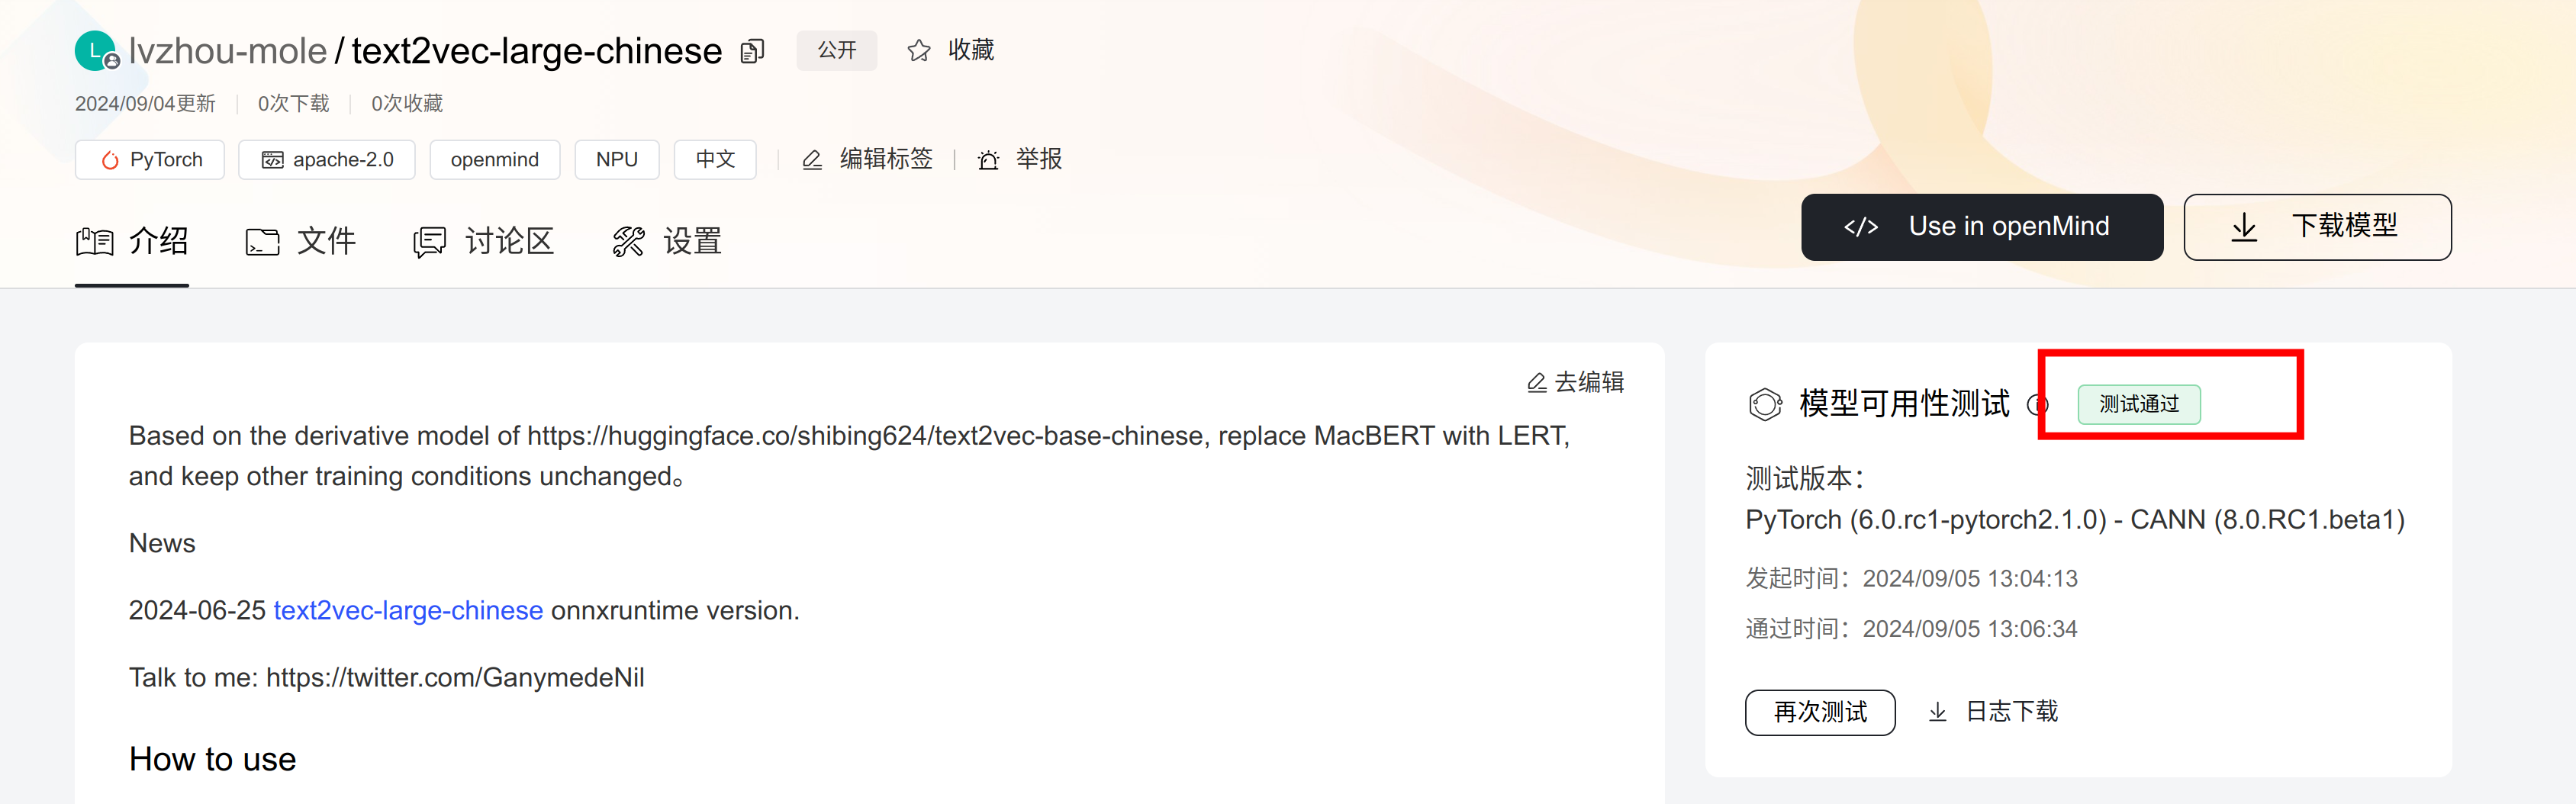 L lvzhou-mole / text2vec-large-chinese 公开 收藏
2024/09/04更新 0次下载 0次收藏
PyTorch apache-2.0 openmind NPU 中文 编辑标签 举报
介绍 文件 讨论区 设置 Use in openMind 下载模型
去编辑
Based on the derivative model of https://huggingface.co/shibing624/text2vec-base-chinese, replace MacBERT with LERT,
and keep other training conditions unchanged。
News
2024-06-25 text2vec-large-chinese onnxruntime version.
Talk to me: https://twitter.com/GanymedeNil
How to use
模型可用性测试 测试通过
测试版本：
PyTorch (6.0.rc1-pytorch2.1.0) - CANN (8.0.RC1.beta1)
发起时间：2024/09/05 13:04:13
通过时间：2024/09/05 13:06:34
再次测试 日志下载